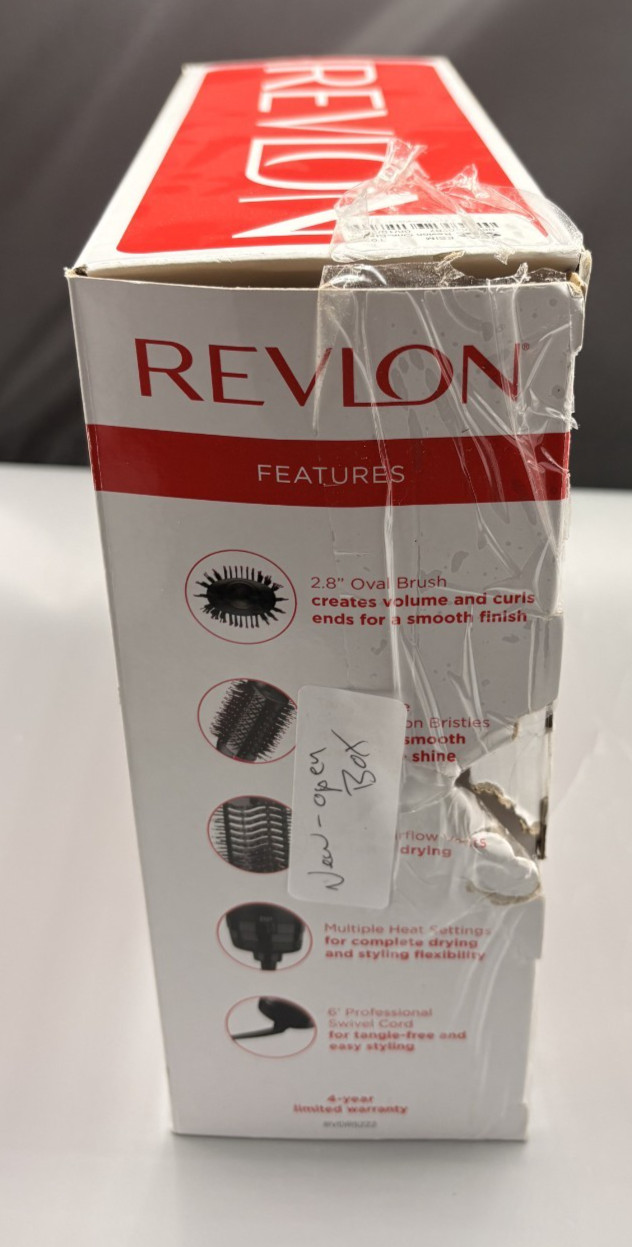 REVLON
REVLON®
FEATURES
2.8" Oval Brush
creates volume and curls
ends for a smooth finish
on Bristles
smooth
shine
New - open
Box
drying
Multiple Heat Settings
for complete drying
and styling flexibility
6' Professional
Swivel Cord
for tangle-free and
easy styling
4-year
limited warranty
RVDR5222